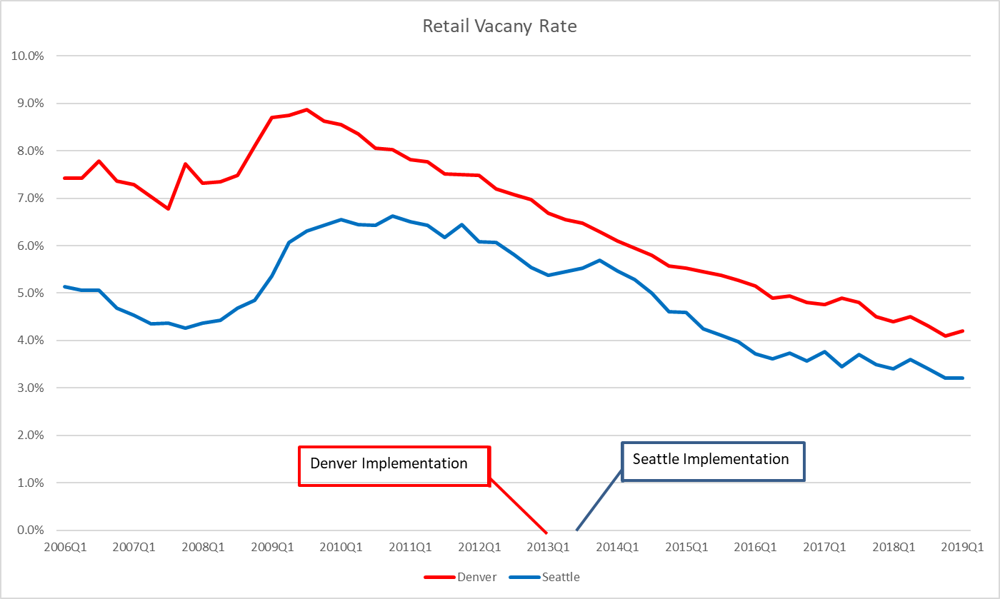 Retail Vacany Rate
10.0%
9.0%
8.0%
7.0%
6.0%
5.0%
4.0%
3.0%
2.0%
1.0%
0.0%
Denver Implementation
Seattle Implementation
2006Q1 2007Q1 2008Q1 2009Q1 2010Q1 2011Q1 2012Q1 2013Q1 2014Q1 2015Q1 2016Q1 2017Q1 2018Q1 2019Q1
Denver Seattle